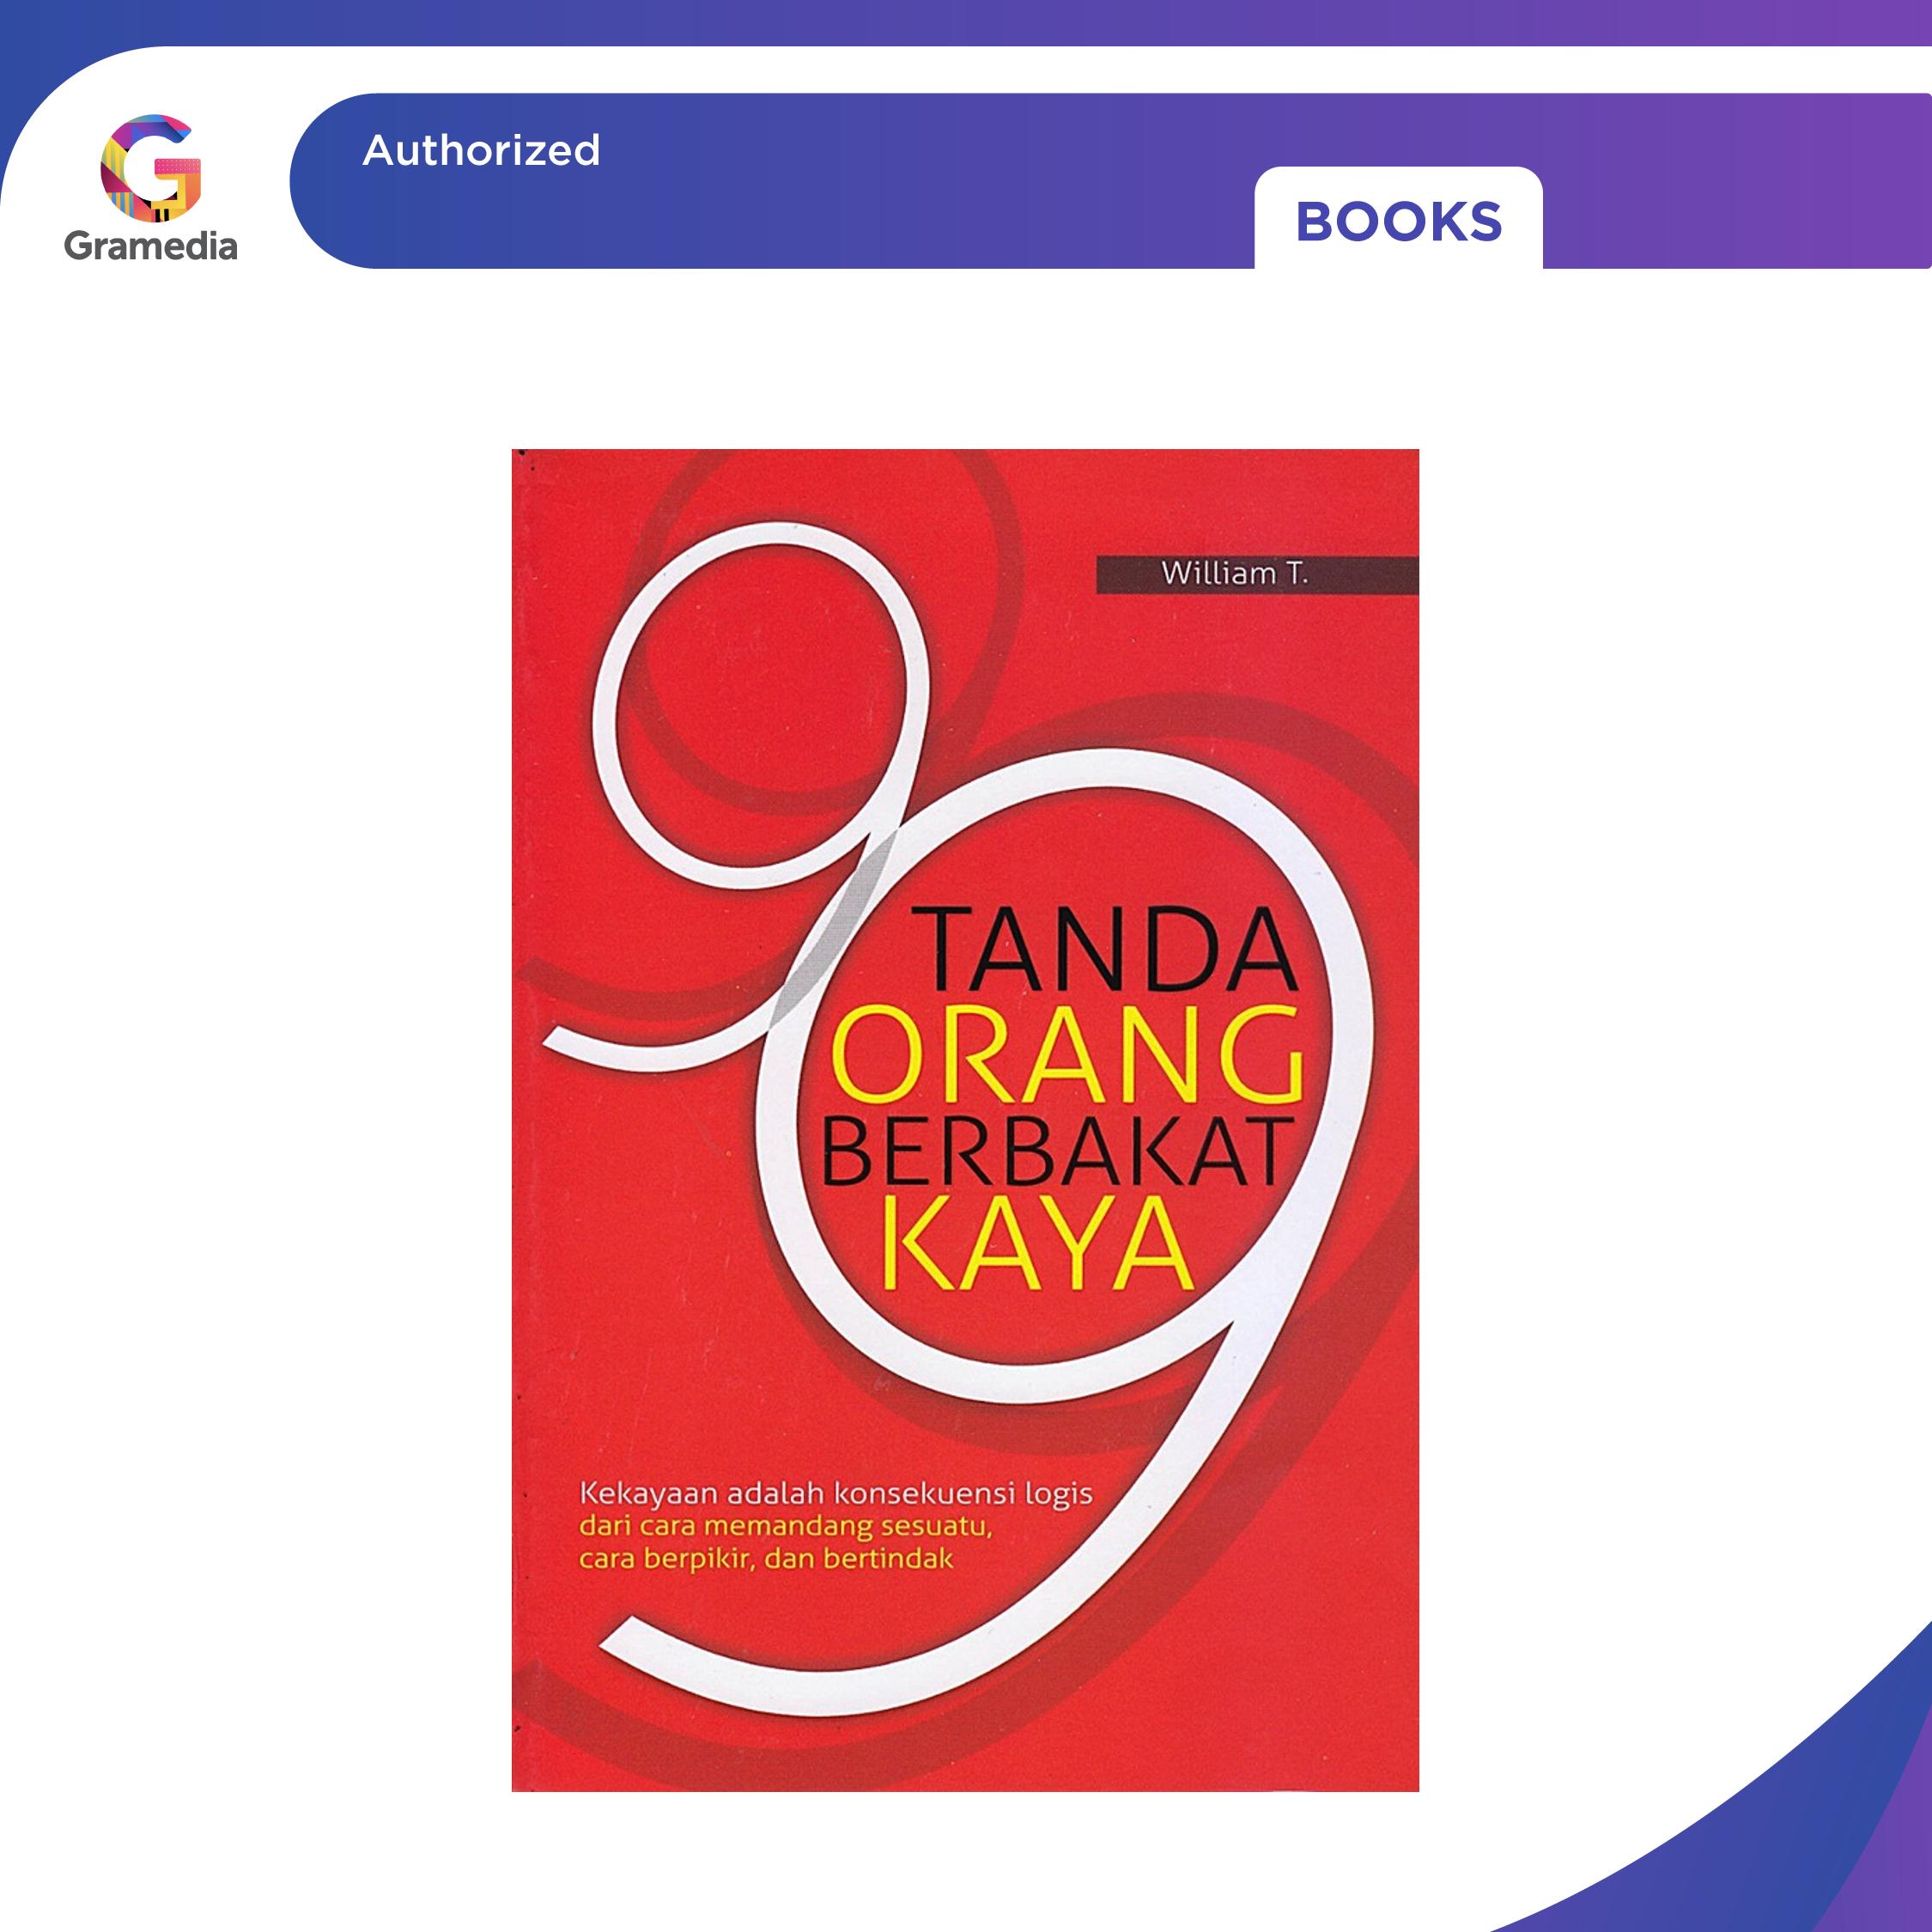 Gramedia
Authorized
BOOKS
William T.
99
TANDA
ORANG
BERBAKAT
KAYA
Kekayaan adalah konsekuensi logis
dari cara memandang sesuatu,
cara berpikir, dan bertindak